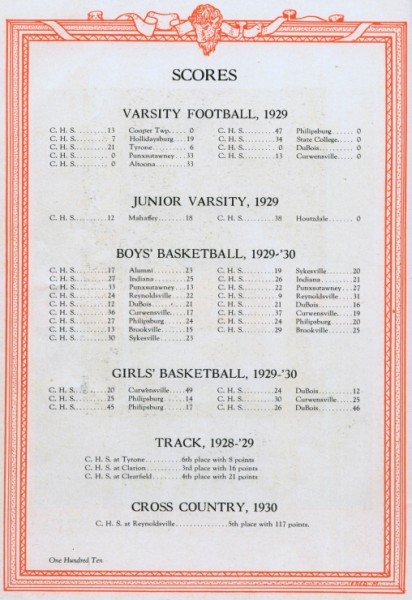 SCORES
VARSITY FOOTBALL, 1929
C. H. S. ........ 13 Cooper Twp. .... 0
C. H. S. ........ 7 Hollidaysburg .... 19
C. H. S. ........ 21 Tyrone ........ 6
C. H. S. ........ 0 Punxsutawney .... 33
C. H. S. ........ 0 Altoona ........ 33
C. H. S. ........ 47 Philipsburg .... 0
C. H. S. ........ 34 State College .... 0
C. H. S. ........ 0 DuBois ........ 0
C. H. S. ........ 13 Curwensville .... 0
JUNIOR VARSITY, 1929
C. H. S. ........ 12 Mahaffey ........ 18
C. H. S. ........ 38 Houtzdale ........ 0
BOYS' BASKETBALL, 1929-'30
C. H. S. ........ 17 Alumni ........ 23
C. H. S. ........ 27 Indiana ........ 25
C. H. S. ........ 33 Punxsutawney .... 13
C. H. S. ........ 24 Reynoldsville .... 22
C. H. S. ........ 12 DuBois ........ 21
C. H. S. ........ 36 Curwensville .... 17
C. H. S. ........ 27 Philipsburg .... 24
C. H. S. ........ 13 Brookville .... 15
C. H. S. ........ 30 Sykesville .... 23
C. H. S. ........ 19 Sykesville .... 20
C. H. S. ........ 26 Indiana ........ 21
C. H. S. ........ 22 Punxsutawney .... 27
C. H. S. ........ 9 Reynoldsville .... 31
C. H. S. ........ 21 DuBois ........ 16
C. H. S. ........ 37 Curwensville .... 19
C. H. S. ........ 24 Philipsburg .... 20
C. H. S. ........ 29 Brookville .... 25
GIRLS' BASKETBALL, 1929-'30
C. H. S. ........ 20 Curwensville .... 49
C. H. S. ........ 25 Philipsburg .... 14
C. H. S. ........ 45 Philipsburg .... 17
C. H. S. ........ 24 DuBois ........ 12
C. H. S. ........ 30 Curwensville .... 25
C. H. S. ........ 26 DuBois ........ 46
TRACK, 1928-'29
C. H. S. at Tyrone .......... 6th place with 8 points
C. H. S. at Clarion .......... 3rd place with 16 points
C. H. S. at Clearfield .......... 4th place with 21 points
CROSS COUNTRY, 1930
C. H. S. at Reynoldsville .......... 5th place with 117 points.
One Hundred Ten